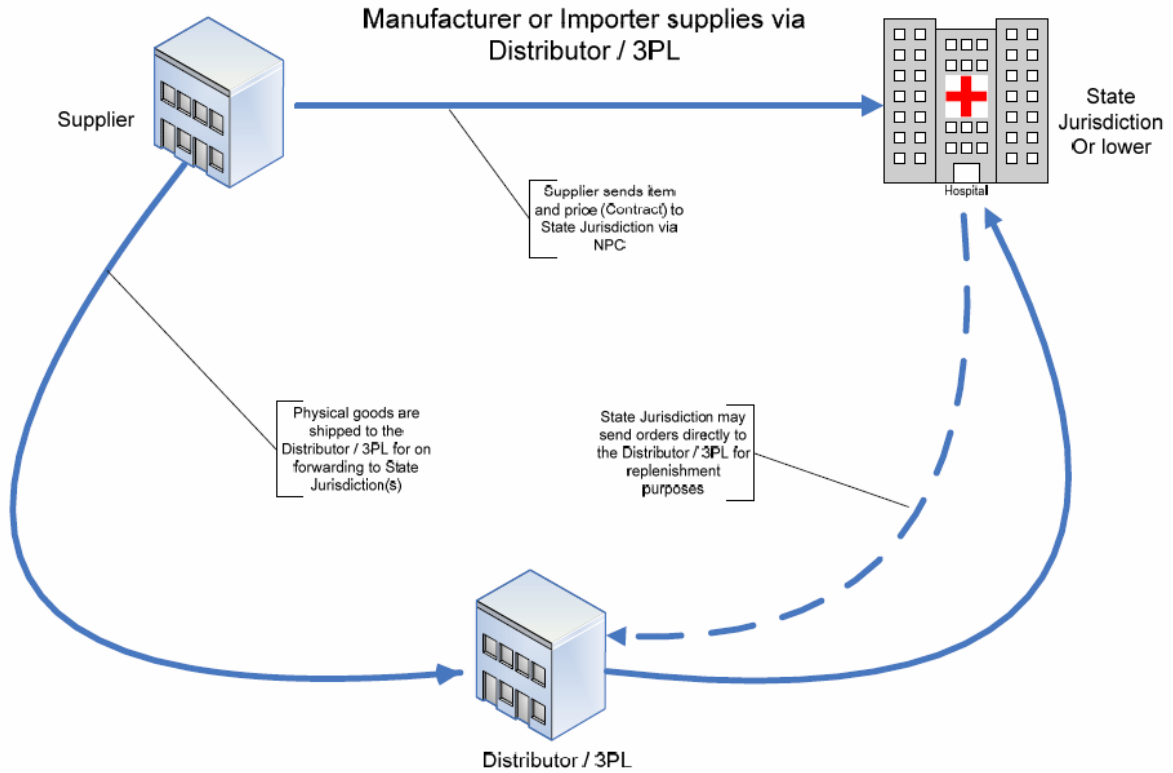 Manufacturer or Importer supplies via
Distributor / 3PL
Supplier
State
Jurisdiction
Or lower
Hospital
Supplier sends item
and price (Contract) to
State Jurisdiction via
NPC
Physical goods are
shipped to the
Distributor / 3PL for on
forwarding to State
Jurisdiction(s)
State Jurisdiction may
send orders directly to
the Distributor / 3PL for
replenishment
purposes
Distributor / 3PL